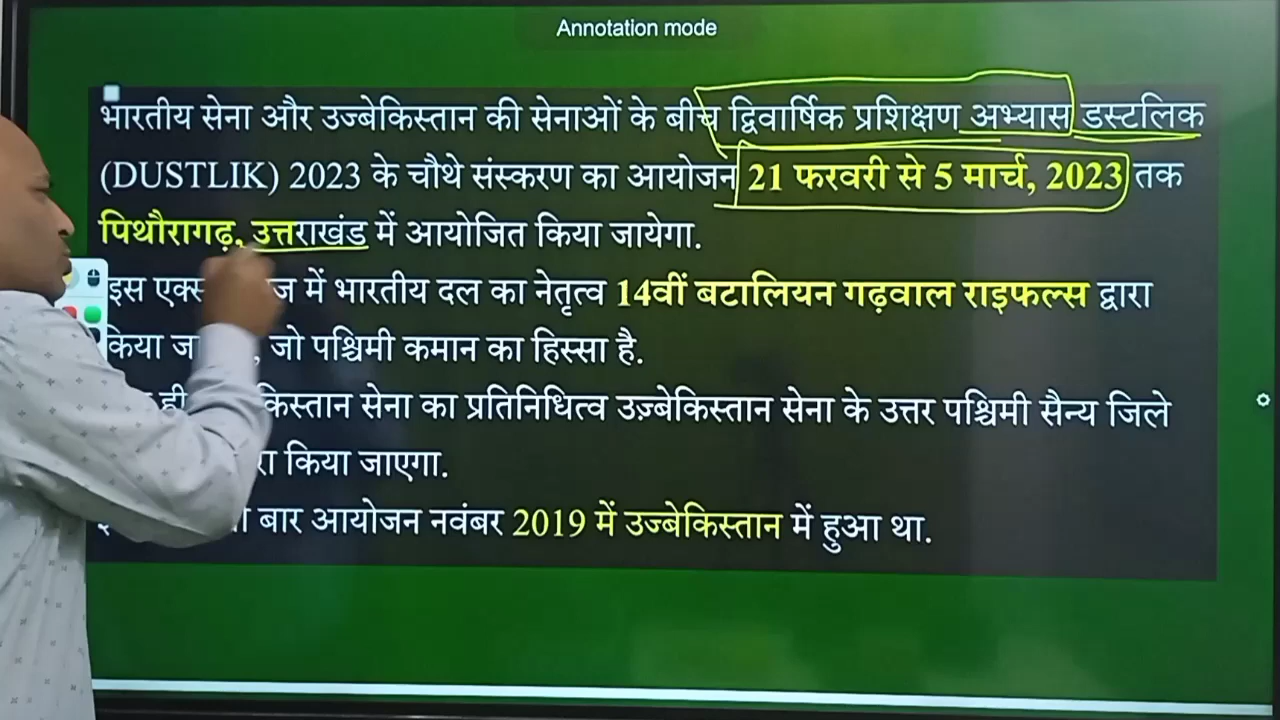 Annotation mode
भारतीय सेना और उज्बेकिस्तान की सेनाओं के बीच द्विवार्षिक प्रशिक्षण अभ्यास डस्टलिक
(DUSTLIK) 2023 के चौथे संस्करण का आयोजन 21 फरवरी से 5 मार्च, 2023 तक
पिथौरागढ़, उत्तराखंड में आयोजित किया जायेगा.
इस में भारतीय दल का नेतृत्व 14वीं बटालियन गढ़वाल राइफल्स द्वारा
किया जो पश्चिमी कमान का हिस्सा है.
ही सेना का प्रतिनिधित्व उज़्बेकिस्तान सेना के उत्तर पश्चिमी सैन्य जिले
किया जाएगा.
बार आयोजन नवंबर 2019 में उज्बेकिस्तान में हुआ था.